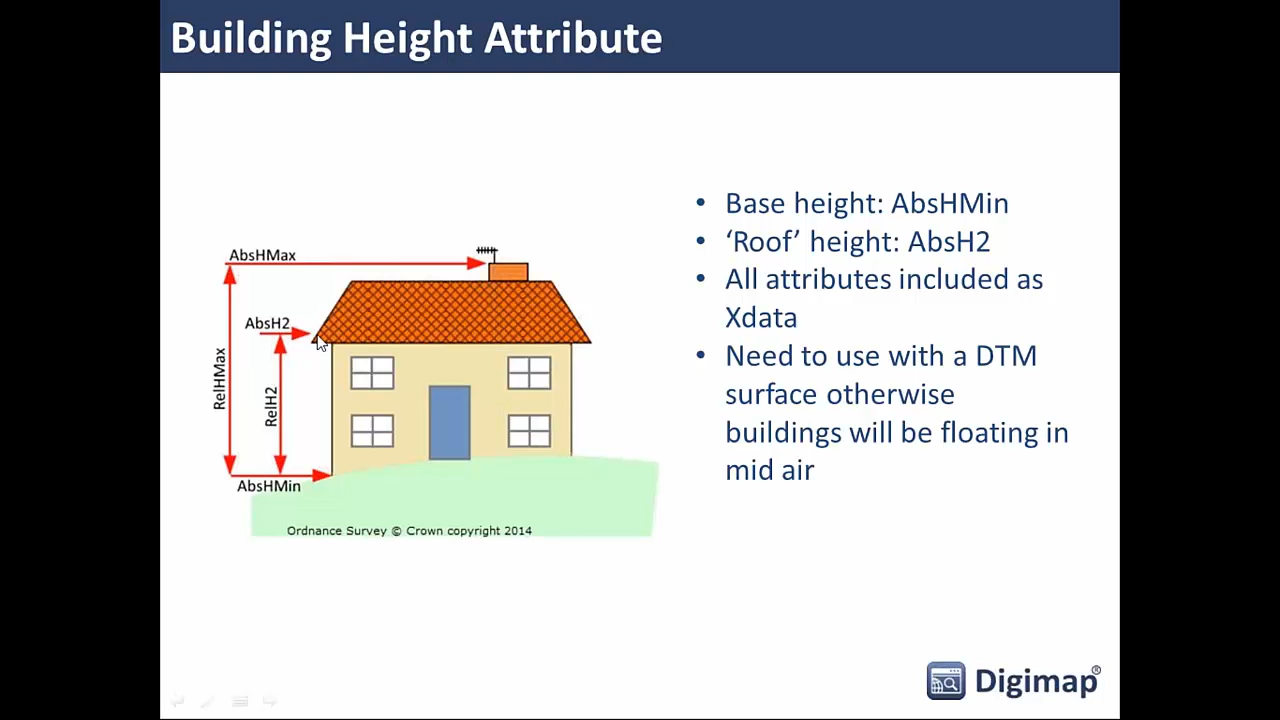 Building Height Attribute
AbsHMax
AbsH2
RelHMax
RelH2
AbsHMin
Ordnance Survey © Crown copyright 2014
• Base height: AbsHMin
• ‘Roof’ height: AbsH2
• All attributes included as
Xdata
• Need to use with a DTM
surface otherwise
buildings will be floating in
mid air
Digimap®